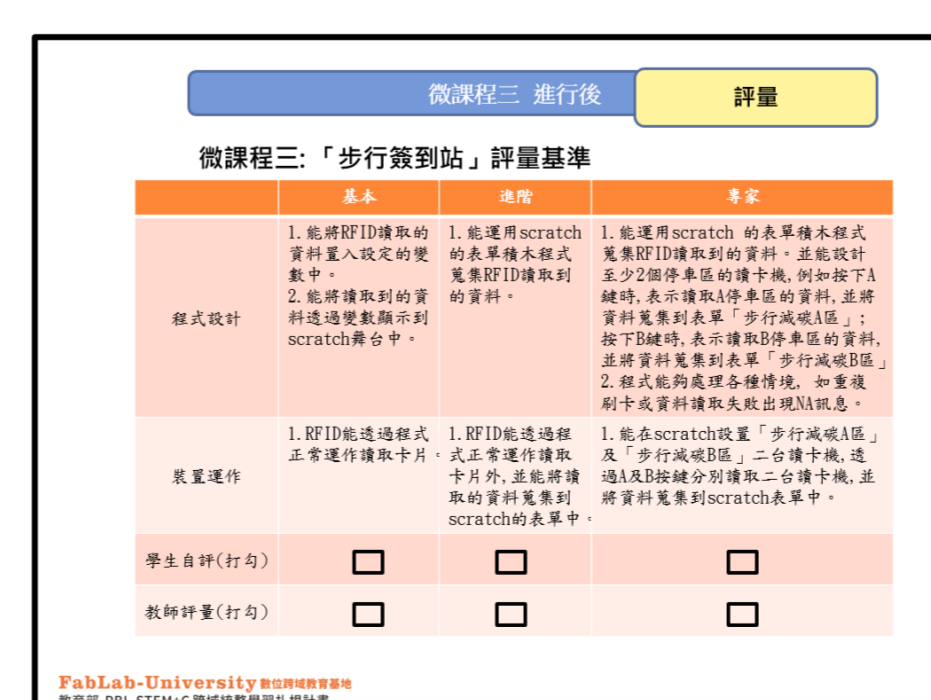 微課程三 進行後
評量
微課程三:「步行簽到站」評量基準
基本
進階
專家
程式設計
1.能將RFID讀取的
資料置入設定的變
數中。
2.能將讀取到的資
料透過變數顯示到
scratch舞台中。
1.能運用scratch
的表單積木程式
蒐集RFID讀取到
的資料。
1.能運用scratch 的表單積木程式
蒐集RFID讀取到的資料。並能設計
至少2個停車區的讀卡機,例如按下A
鍵時,表示讀取A停車區的資料,並將
資料蒐集到表單「步行減碳A區」;
按下B鍵時,表示讀取B停車區的資料,
並將資料蒐集到表單「步行減碳B區」
2.程式能夠處理各種情境, 如重複
刷卡或資料讀取失敗出現NA訊息。
裝置運作
1.RFID能透過程式
正常運作讀取卡片。
1.RFID能透過程
式正常運作讀取
卡片外,並能將讀
取的資料蒐集到
scratch的表單中。
1.能在scratch設置「步行減碳A區」
及「步行減碳B區」二台讀卡機,透
過A及B按鍵分別讀取二台讀卡機,並
將資料蒐集到scratch表單中。
學生自評(打勾)
教師評量(打勾)
FabLab-University 數位跨域教育基地
教育部 PBL STEM+C 跨域統整學習扎根計畫